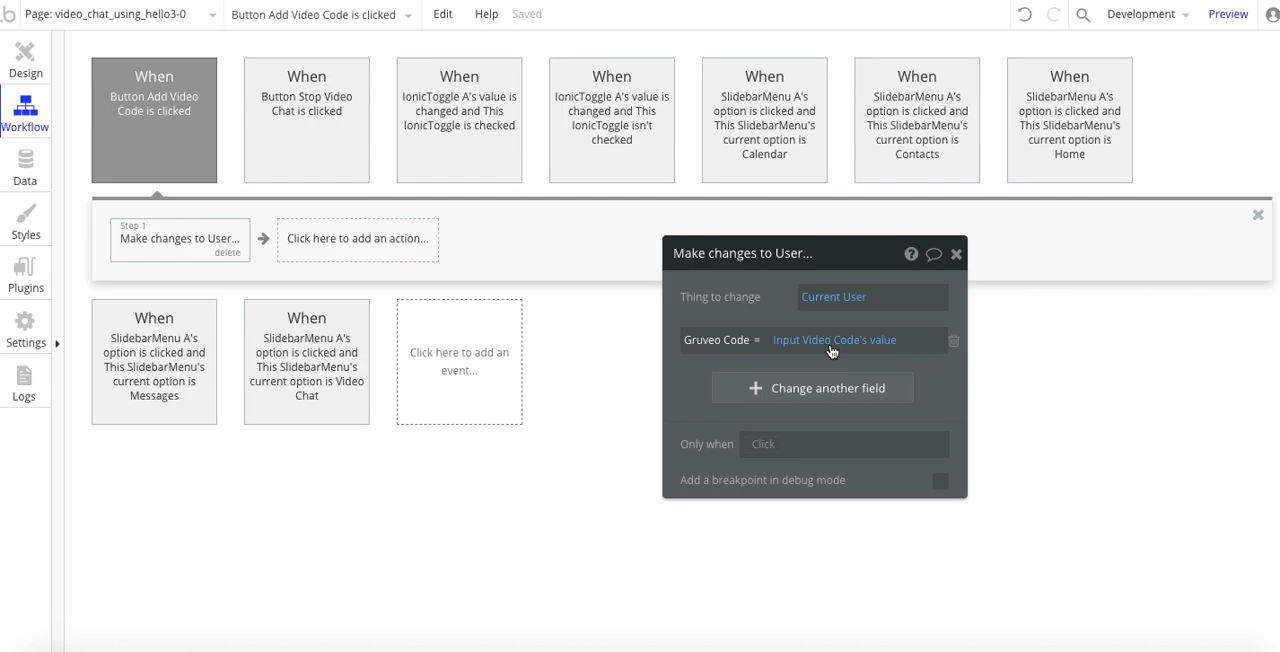 .b
Page: video_chat_using_hello3-0
Button Add Video Code is clicked
Edit
Help
Saved
Development
Preview
Design
Workflow
Data
Styles
Plugins
Settings
Logs
When
Button Add Video
Code is clicked
When
Button Stop Video
Chat is clicked
When
IonicToggle A's value is
changed and This
IonicToggle is checked
When
IonicToggle A's value is
changed and This
IonicToggle isn't
checked
When
SlidebarMenu A's
option is clicked and
This SlidebarMenu's
current option is
Calendar
When
SlidebarMenu A's
option is clicked and
This SlidebarMenu's
current option is
Contacts
When
SlidebarMenu A's
option is clicked and
This SlidebarMenu's
current option is
Home
Step 1
Make changes to User...
delete
Click here to add an action...
Make changes to User...
Thing to change
Current User
Gruveo Code = Input Video Code's value
Change another field
Only when
Click
Add a breakpoint in debug mode
When
SlidebarMenu A's
option is clicked and
This SlidebarMenu's
current option is
Messages
When
SlidebarMenu A's
option is clicked and
This SlidebarMenu's
current option is Video
Chat
Click here to add an
event...